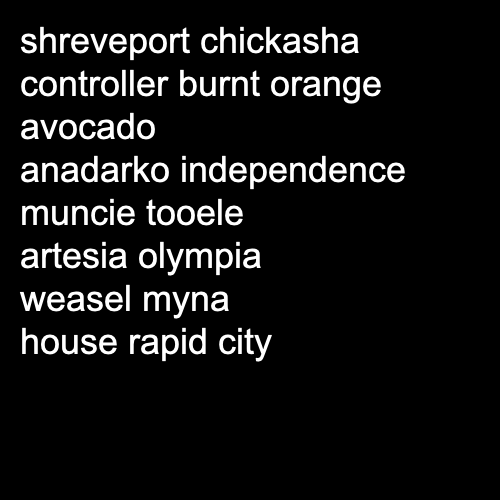 shreveport chickasha
controller burnt orange
avocado
anadarko independence
muncie tooele
artesia olympia
weasel myna
house rapid city